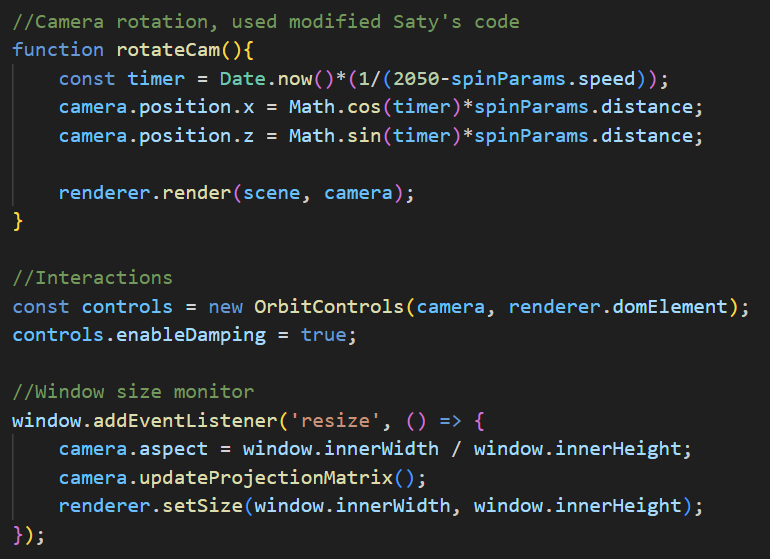 //Camera rotation, used modified Saty's code
function rotateCam(){
    const timer = Date.now()*(1/(2050-spinParams.speed));
    camera.position.x = Math.cos(timer)*spinParams.distance;
    camera.position.z = Math.sin(timer)*spinParams.distance;

    renderer.render(scene, camera);
}

//Interactions
const controls = new OrbitControls(camera, renderer.domElement);
controls.enableDamping = true;

//Window size monitor
window.addEventListener('resize', () => {
    camera.aspect = window.innerWidth / window.innerHeight;
    camera.updateProjectionMatrix();
    renderer.setSize(window.innerWidth, window.innerHeight);
});